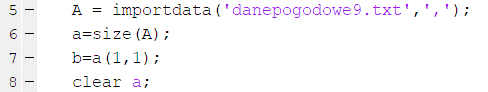 5 - A = importdata('danepogodowe9.txt',',');
6 - a=size(A);
7 - b=a(1,1);
8 - clear a;